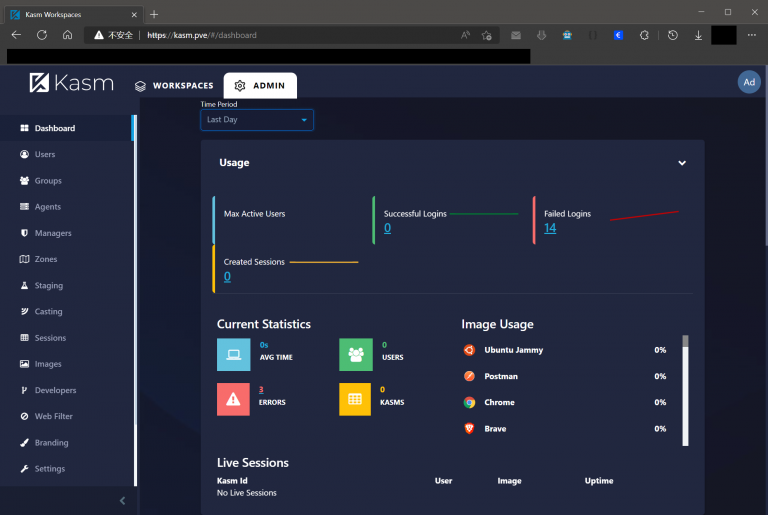 Kasm Workspaces
不安全 https://kasm.pve/#/dashboard
Kasm WORKSPACES ADMIN Ad
Time Period
Last Day
Dashboard
Users
Groups
Agents
Managers
Zones
Staging
Casting
Sessions
Images
Developers
Web Filter
Branding
Settings
Usage
Max Active Users
Successful Logins
0
Failed Logins
14
Created Sessions
0
Current Statistics
0s
AVG TIME
0
USERS
3
ERRORS
0
KASMS
Image Usage
Ubuntu Jammy 0%
Postman 0%
Chrome 0%
Brave 0%
Live Sessions
Kasm Id User Image Uptime
No Live Sessions